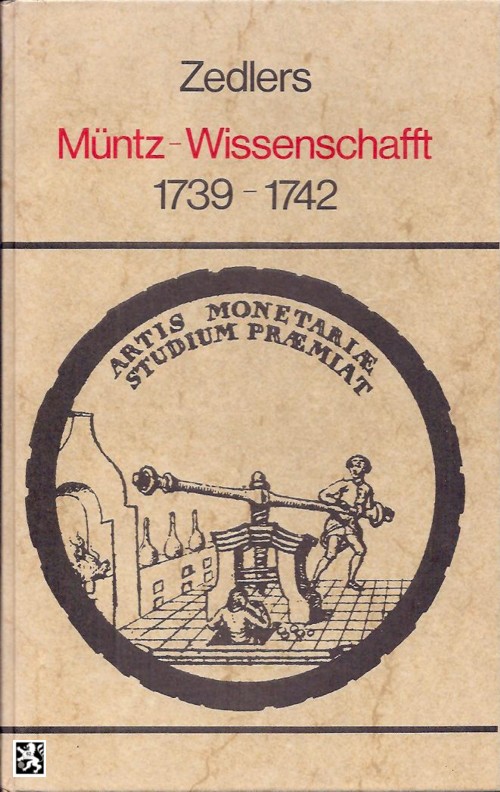 Zedlers
Müntz-Wissenschafft
1739-1742
ARTIS MONETARIÆ
STUDIUM PRÆMIAT